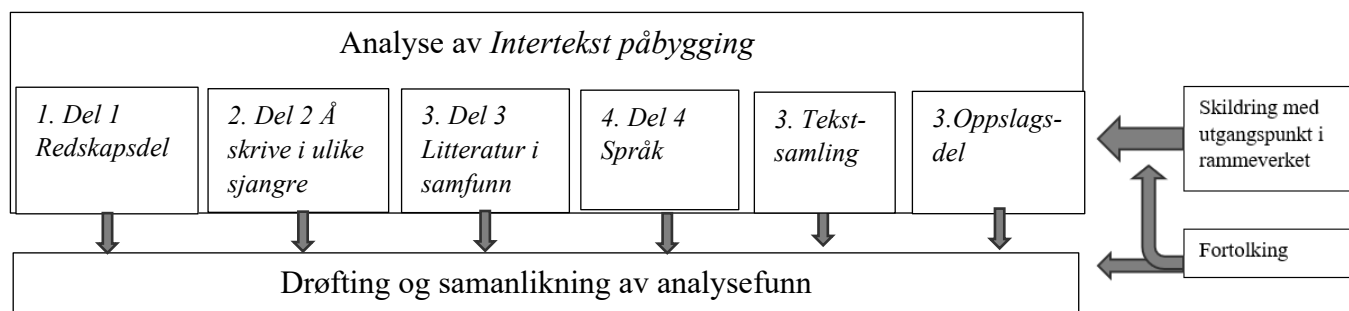 Analyse av Intertekst påbygging
1. Del 1
Redskapsdel
2. Del 2 Å
skrive i ulike
sjangre
3. Del 3
Litteratur i
samfunn
4. Del 4
Språk
3. Tekst-
samling
3.Oppslags-
del
Skildring med
utgangspunkt i
rammeverket
Fortolking
Drøfting og samanlikning av analysefunn